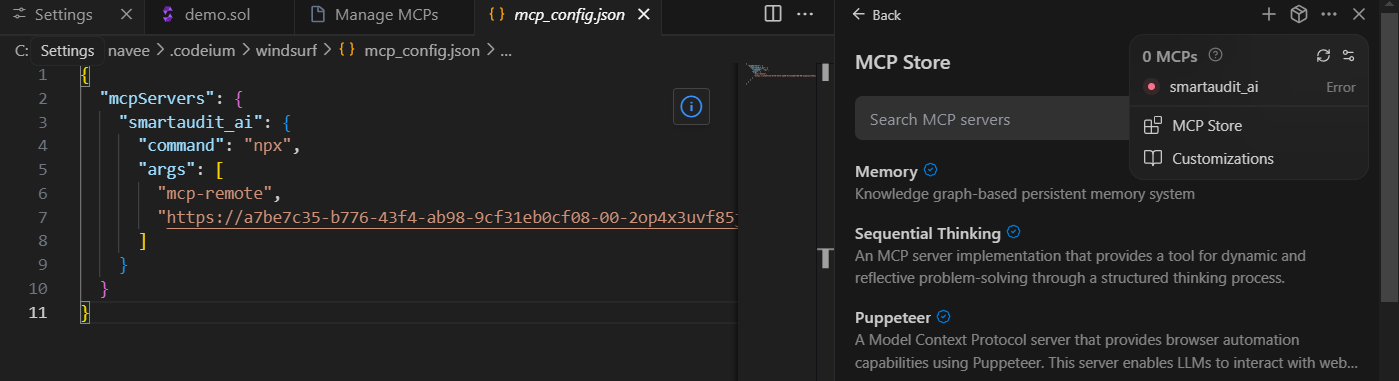 Settings
demo.sol
Manage MCPs
{} mcp_config.json
C: Settings navee > .codeium > windsurf > {} mcp_config.json > ...
1 {
2 "mcpServers": {
3 "smartaudit_ai": {
4 "command": "npx",
5 "args": [
6 "mcp-remote",
7 "https://a7be7c35-b776-43f4-ab98-9cf31eb0cf08-00-2op4x3uvf85
8 ]
9 }
10 }
11 }
Back
MCP Store
Search MCP servers
0 MCPs
smartaudit_ai Error
MCP Store
Customizations
Memory
Knowledge graph-based persistent memory system
Sequential Thinking
An MCP server implementation that provides a tool for dynamic and
reflective problem-solving through a structured thinking process.
Puppeteer
A Model Context Protocol server that provides browser automation
capabilities using Puppeteer. This server enables LLMs to interact with web...